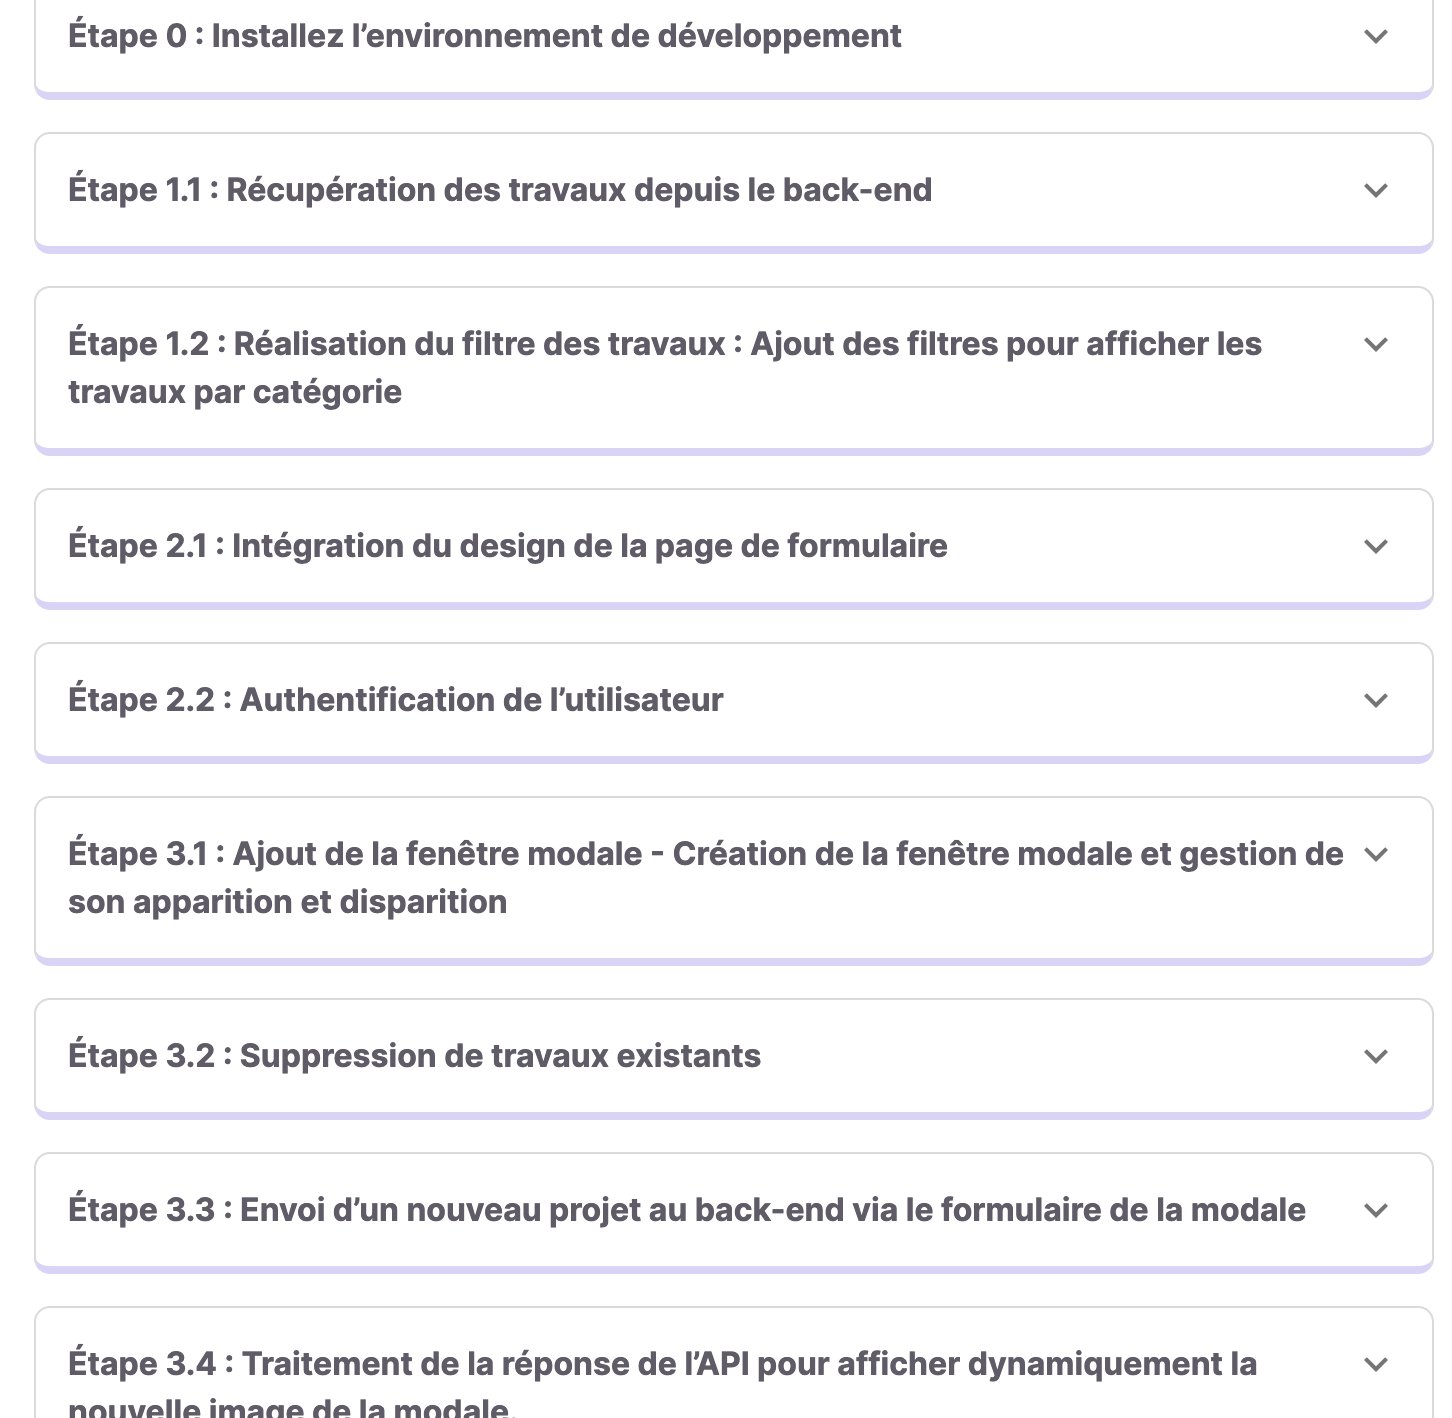 Étape 0 : Installez l’environnement de développement
Étape 1.1 : Récupération des travaux depuis le back-end
Étape 1.2 : Réalisation du filtre des travaux : Ajout des filtres pour afficher les
travaux par catégorie
Étape 2.1 : Intégration du design de la page de formulaire
Étape 2.2 : Authentification de l’utilisateur
Étape 3.1 : Ajout de la fenêtre modale - Création de la fenêtre modale et gestion de
son apparition et disparition
Étape 3.2 : Suppression de travaux existants
Étape 3.3 : Envoi d’un nouveau projet au back-end via le formulaire de la modale
Étape 3.4 : Traitement de la réponse de l’API pour afficher dynamiquement la
nouvelle image de la modale.